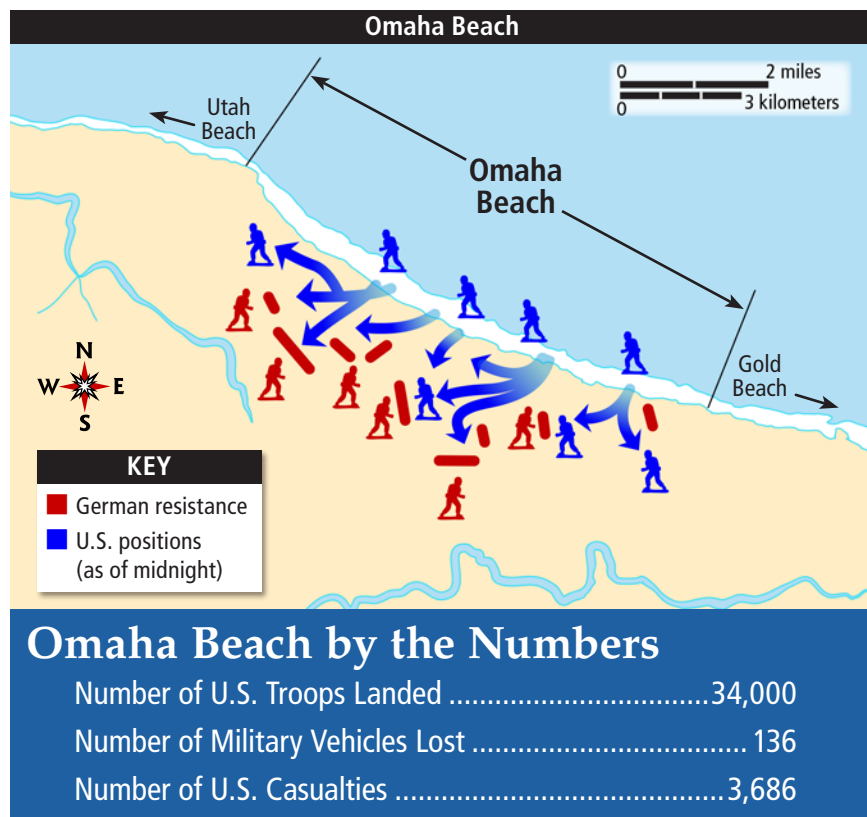 Omaha Beach
0 2 miles
0 3 kilometers
Utah
Beach
Omaha
Beach
Gold
Beach
N
W E
S
KEY
German resistance
U.S. positions
(as of midnight)
Omaha Beach by the Numbers
Number of U.S. Troops Landed ..................................34,000
Number of Military Vehicles Lost .................................... 136
Number of U.S. Casualties ...........................................3,686